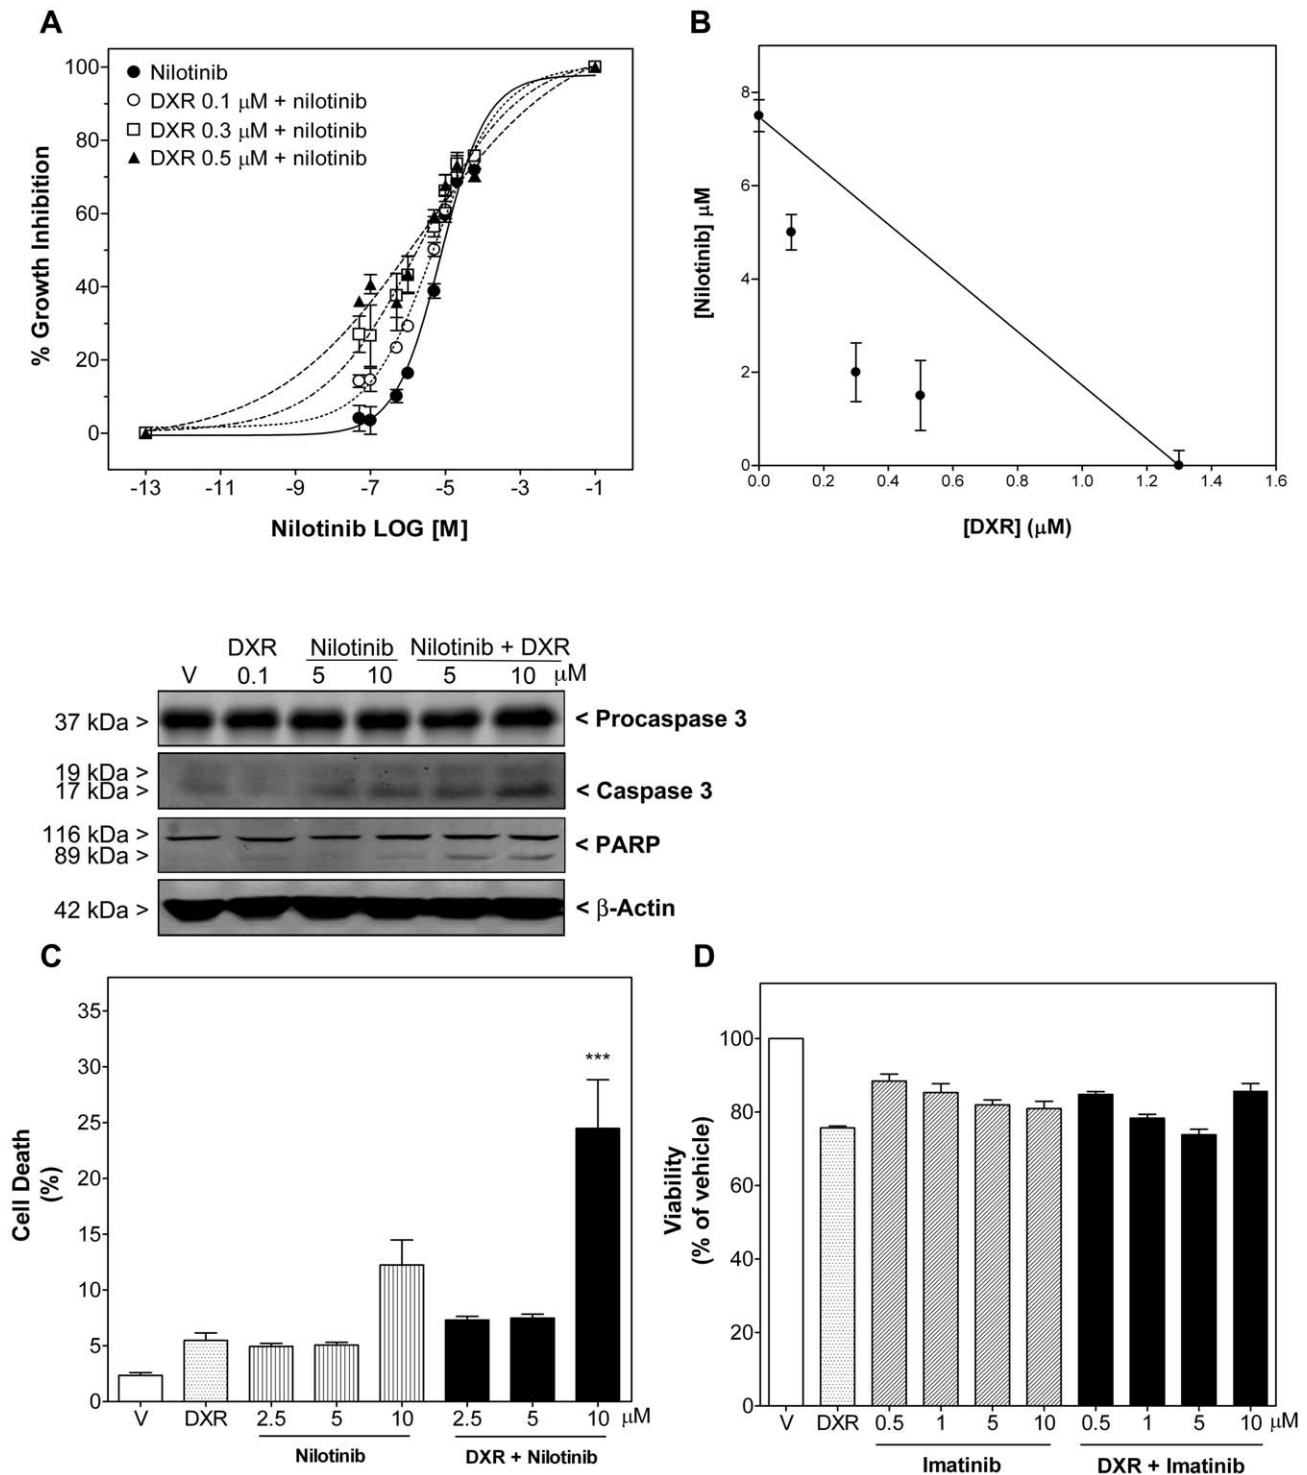 A
% Growth Inhibition
100
80
60
40
20
0
Nilotinib
DXR 0.1 μM + nilotinib
DXR 0.3 μM + nilotinib
DXR 0.5 μM + nilotinib
-13 -11 -9 -7 -5 -3 -1
Nilotinib LOG [M]
B
[Nilotinib] μM
8
6
4
2
0
0.0 0.2 0.4 0.6 0.8 1.0 1.2 1.4 1.6
[DXR] (μM)
DXR Nilotinib Nilotinib + DXR
V 0.1 5 10 5 10 μM
37 kDa > < Procaspase 3
19 kDa >
17 kDa > < Caspase 3
116 kDa >
< PARP
89 kDa >
42 kDa > < β-Actin
C
Cell Death
(%)
35
30
25
20
15
10
5
0
***
V DXR 2.5 5 10 2.5 5 10 μM
Nilotinib DXR + Nilotinib
D
Viability
(% of vehicle)
100
80
60
40
20
0
V DXR 0.5 1 5 10 0.5 1 5 10 μM
Imatinib DXR + Imatinib